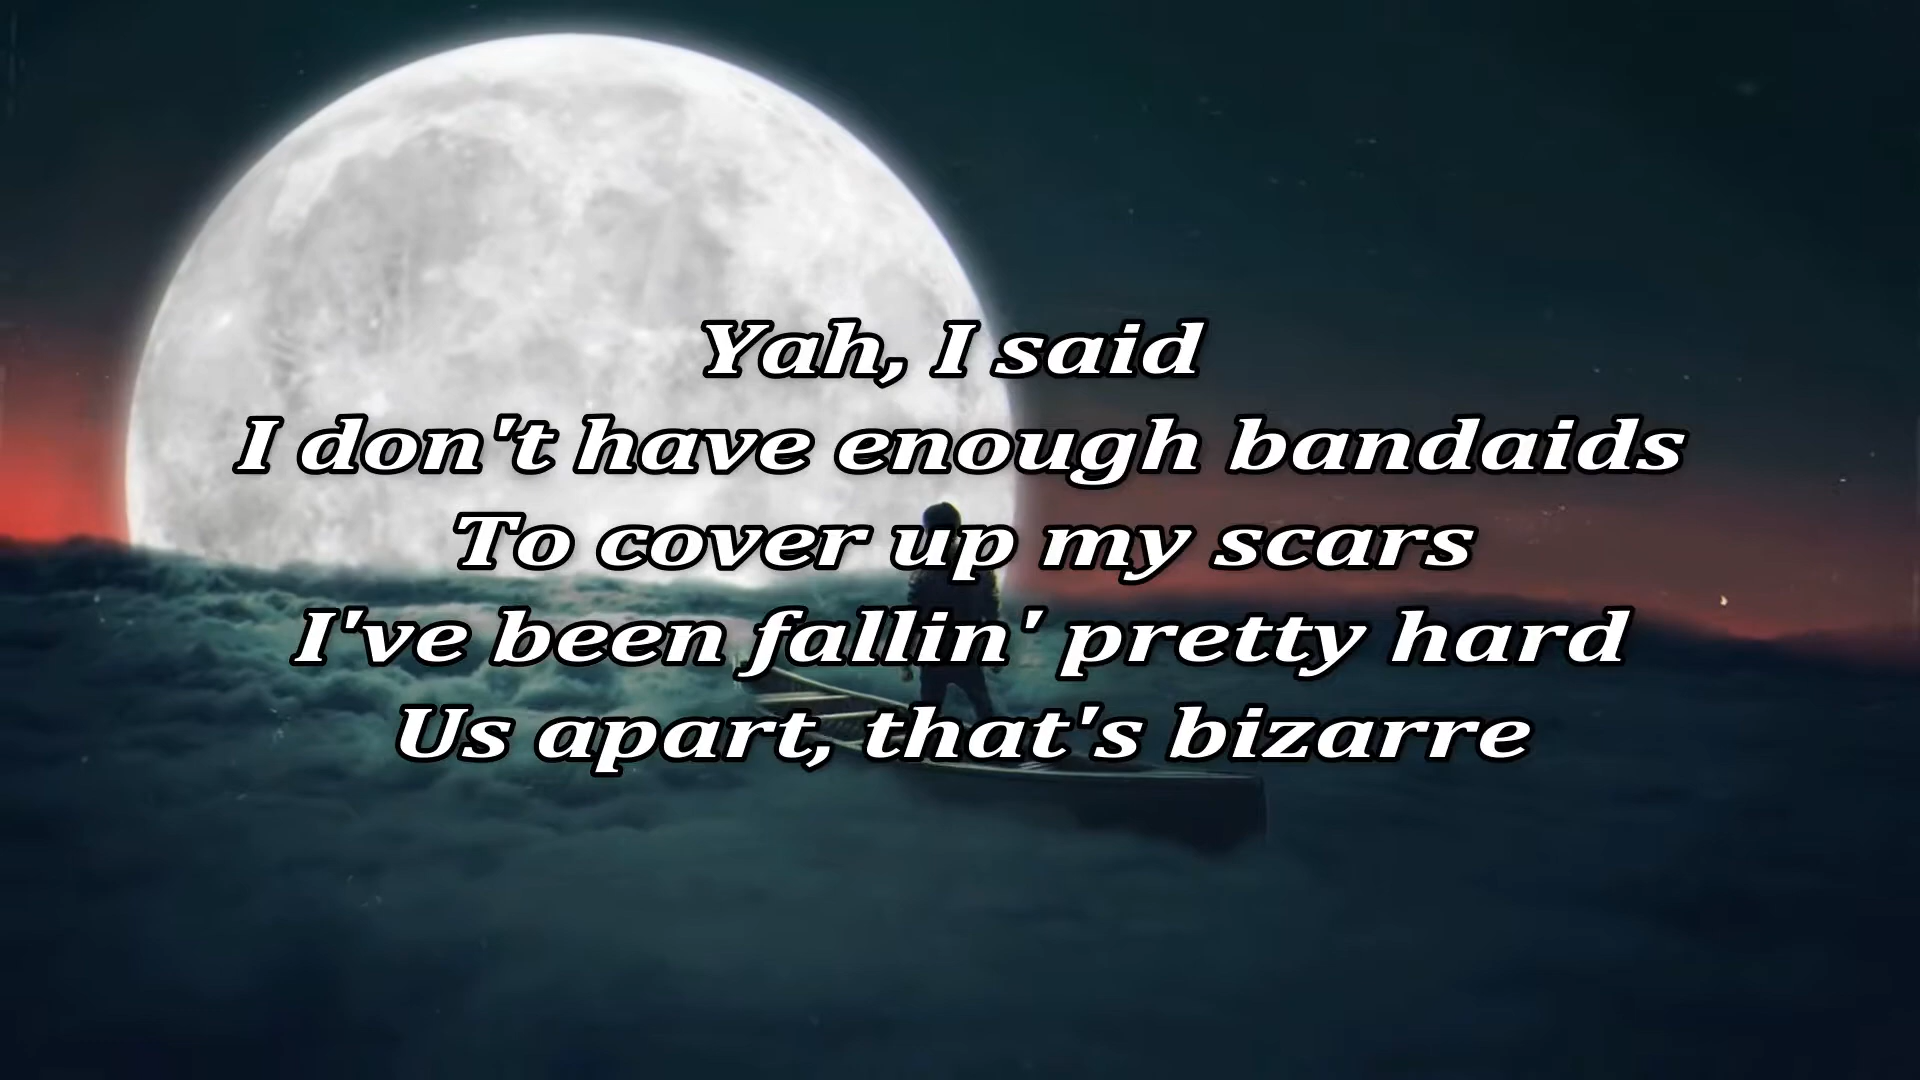 Yah, I said
I don't have enough bandaids
To cover up my scars
I've been fallin' pretty hard
Us apart, that's bizarre